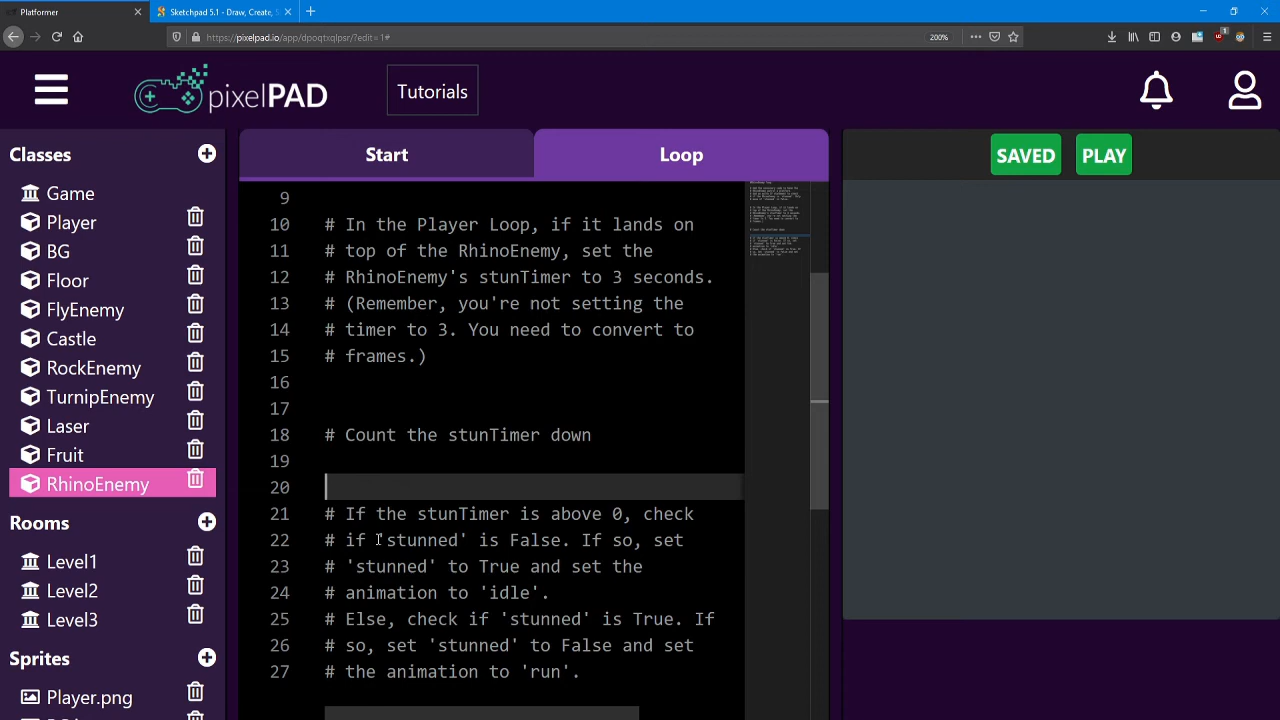 Platformer
Sketchpad 5.1 - Draw, Create, S
https://pixelpad.io/app/dpoqtxqlpsr/?edit=1#
200%
pixelPAD
Tutorials
Classes
Start
Loop
SAVED
PLAY
Game
Player
BG
Floor
FlyEnemy
Castle
RockEnemy
TurnipEnemy
Laser
Fruit
RhinoEnemy
Rooms
Level1
Level2
Level3
Sprites
Player.png
9
10 # In the Player Loop, if it lands on
11 # top of the RhinoEnemy, set the
12 # RhinoEnemy's stunTimer to 3 seconds.
13 # (Remember, you're not setting the
14 # timer to 3. You need to convert to
15 # frames.)
16
17
18 # Count the stunTimer down
19
20
21 # If the stunTimer is above 0, check
22 # if 'stunned' is False. If so, set
23 # 'stunned' to True and set the
24 # animation to 'idle'.
25 # Else, check if 'stunned' is True. If
26 # so, set 'stunned' to False and set
27 # the animation to 'run'.